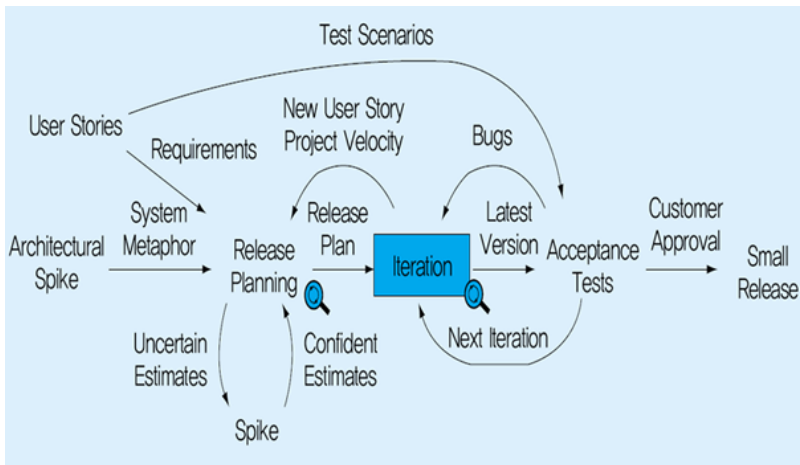 Test Scenarios
User Stories
New User Story
Project Velocity
Bugs
Requirements
System
Metaphor
Release
Plan
Latest
Version
Customer
Approval
Architectural
Spike
Release
Planning
Iteration
Acceptance
Tests
Small
Release
Uncertain
Estimates
Confident
Estimates
Next Iteration
Spike